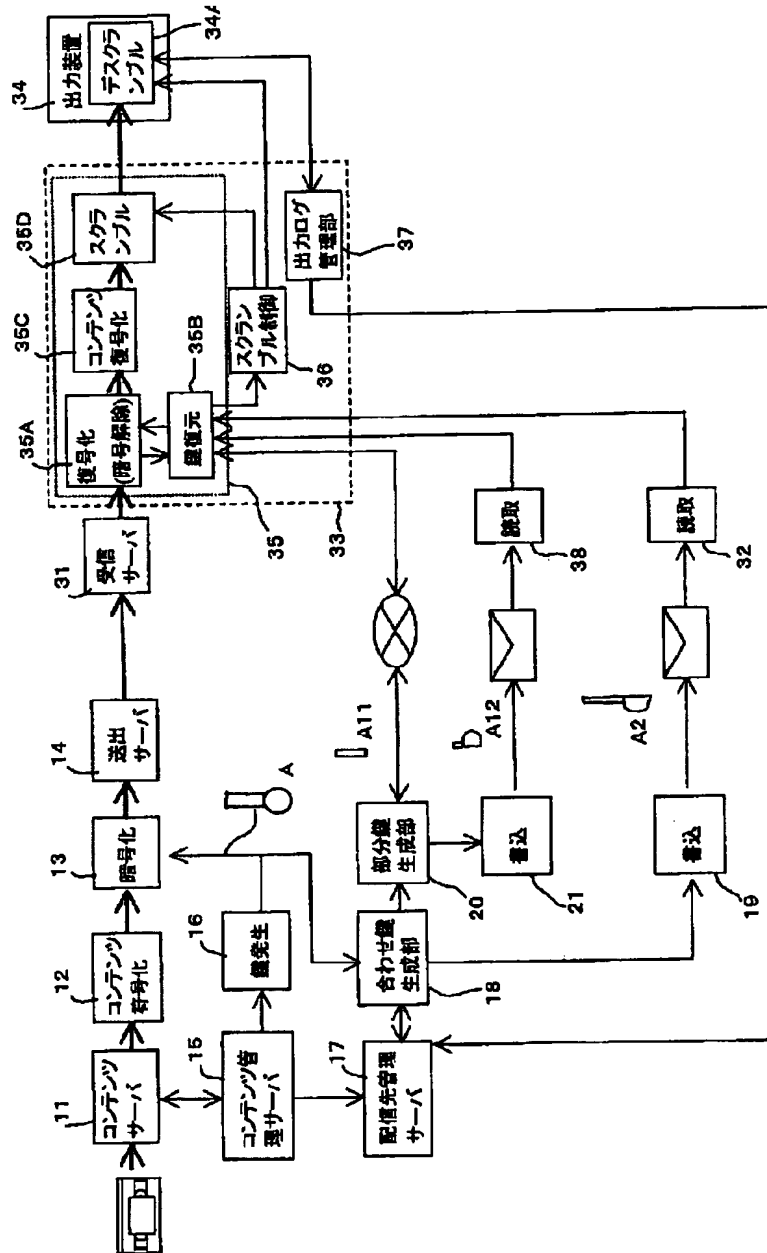 11
コンテンツ
サーバ
12
コンテンツ
符号化
13
暗号化
14
送出
サーバ
31
受信
サーバ
35A
復号化
(暗号解除)
35C
コンテンツ
復号化
35D
スクランブル
34
出力装置
デスクラ
ンブル
34A
35B
鍵復元
スクラン
ブル制御
36
出力ログ
管理部
37
35
33
15
コンテンツ管
理サーバ
16
鍵発生
A
17
配信先管理
サーバ
合わせ鍵
生成部
18
部分鍵
生成部
20
A11
書込
21
A12
読取
38
書込
19
A2
読取
32